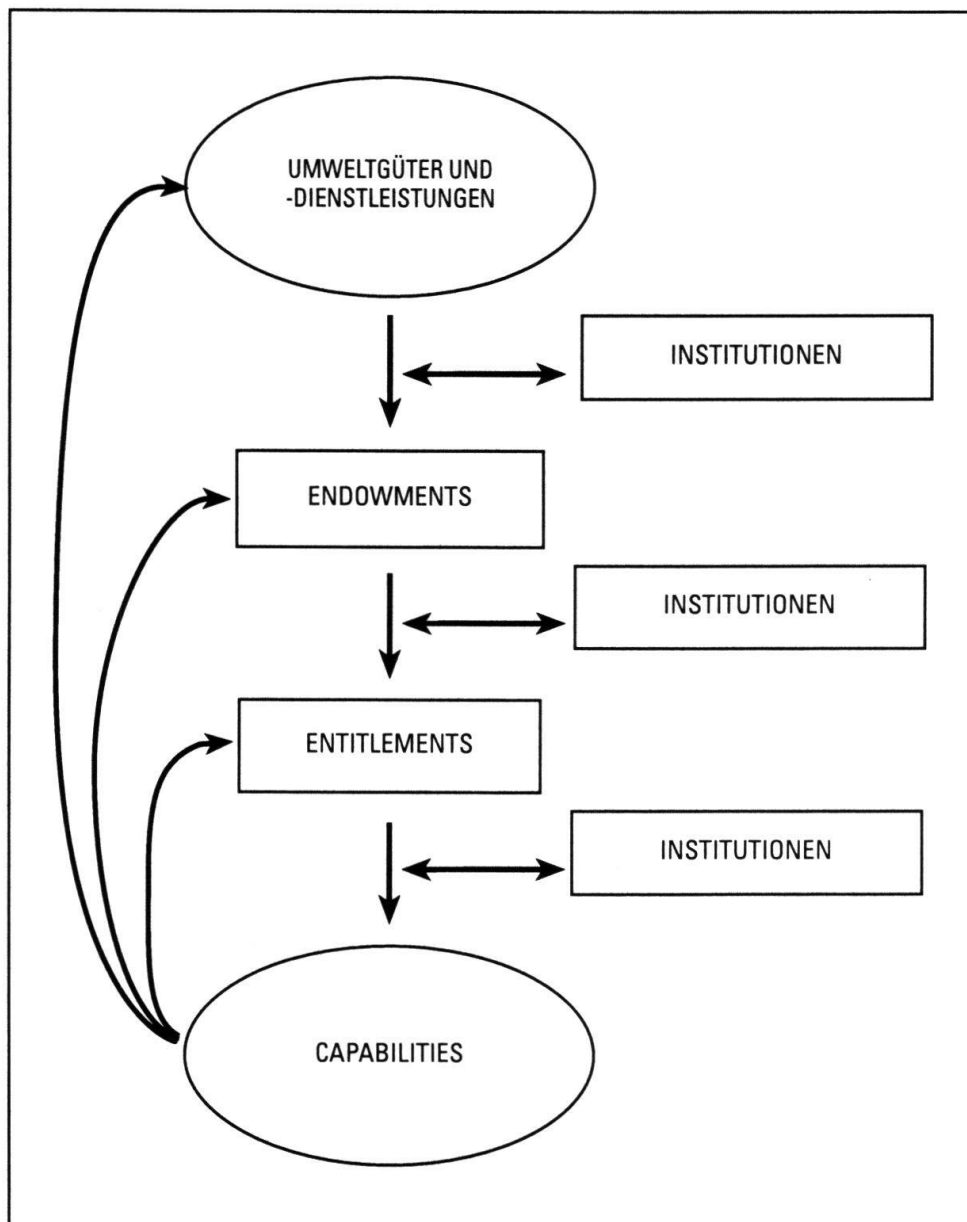 UMWELTGÜTER UND
-DIENSTLEISTUNGEN
INSTITUTIONEN
ENDOWMENTS
INSTITUTIONEN
ENTITLEMENTS
INSTITUTIONEN
CAPABILITIES